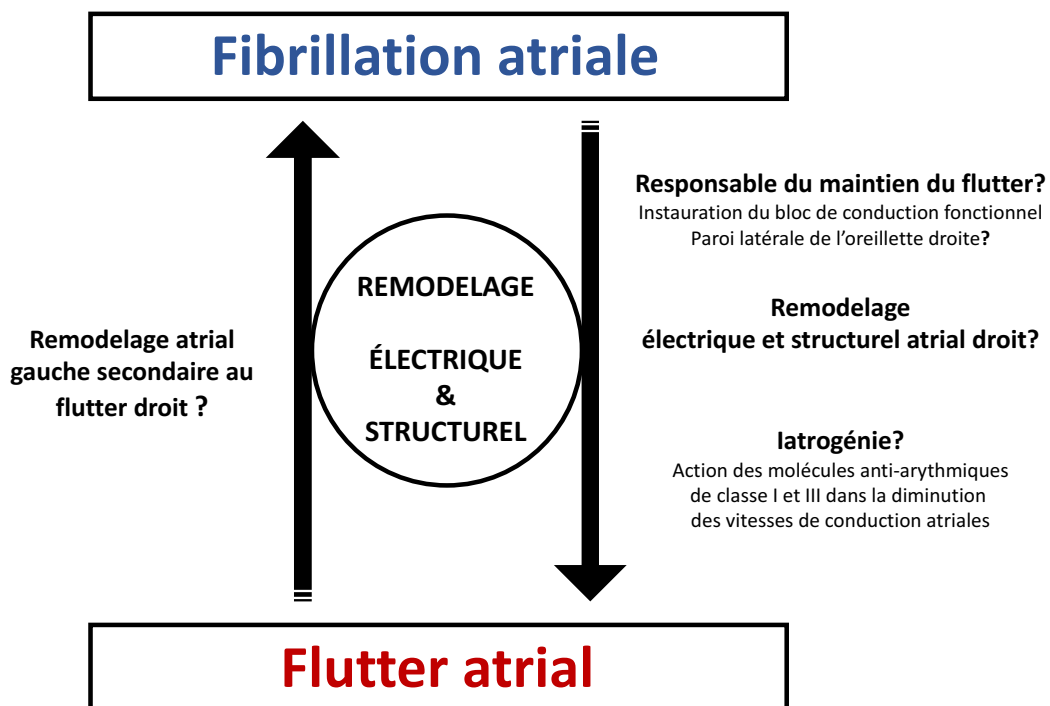 Fibrillation atriale
Responsable du maintien du flutter?
Instauration du bloc de conduction fonctionnel
Paroi latérale de l'oreillette droite?
REMODELAGE
ÉLECTRIQUE
&
STRUCTUREL
Remodelage
électrique et structurel atrial droit?
Remodelage atrial
gauche secondaire au
flutter droit ?
Iatrogénie?
Action des molécules anti-arythmiques
de classe I et III dans la diminution
des vitesses de conduction atriales
Flutter atrial